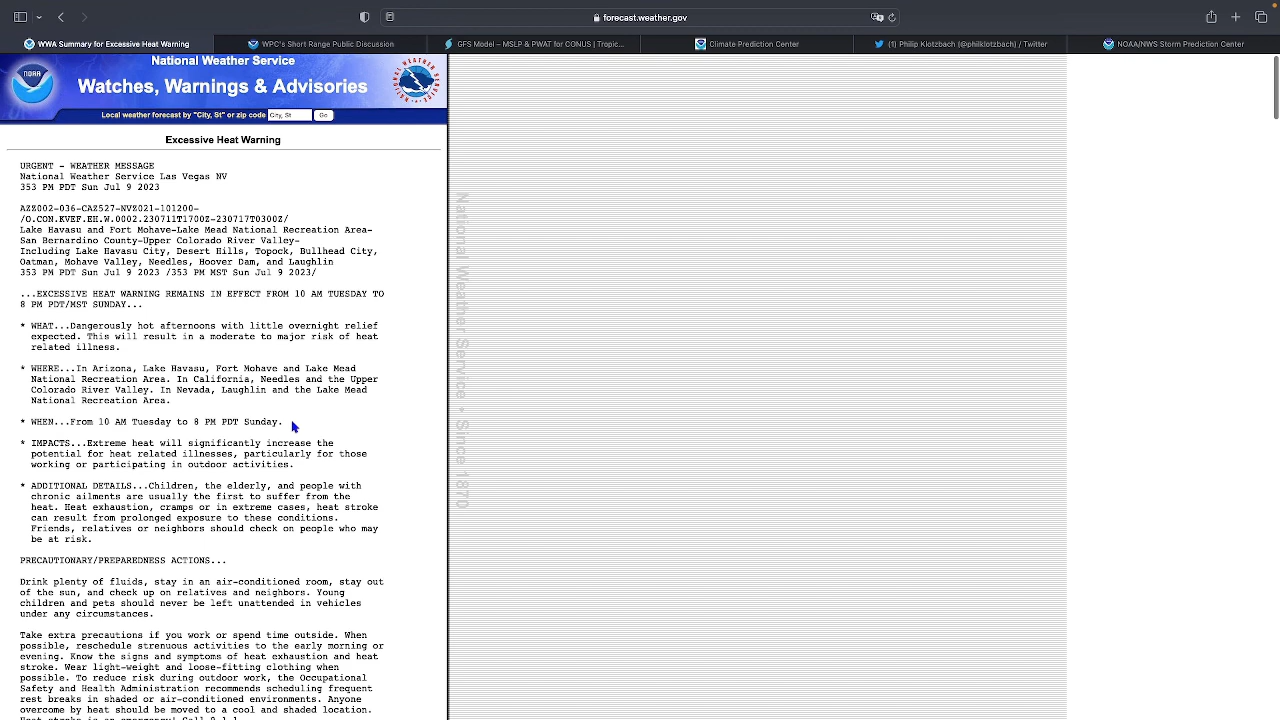 forecast.weather.gov
WWA Summary for Excessive Heat Warning
WPC's Short Range Public Discussion
GFS Model – MSLP & PWAT for CONUS | Tropic...
Climate Prediction Center
(1) Philip Klotzbach (@philklotzbach) / Twitter
NOAA/NWS Storm Prediction Center
NOAA
National Weather Service
Watches, Warnings & Advisories
Local weather forecast by "City, St" or zip code City, St Go
Excessive Heat Warning
URGENT - WEATHER MESSAGE
National Weather Service Las Vegas NV
353 PM PDT Sun Jul 9 2023
AZZ002-036-CAZ527-NVZ021-101200-
/O.CON.KVEF.EH.W.0002.230711T1700Z-230717T0300Z/
Lake Havasu and Fort Mohave-Lake Mead National Recreation Area-
San Bernardino County-Upper Colorado River Valley-
Including Lake Havasu City, Desert Hills, Topock, Bullhead City,
Oatman, Mohave Valley, Needles, Hoover Dam, and Laughlin
353 PM PDT Sun Jul 9 2023 /353 PM MST Sun Jul 9 2023/
...EXCESSIVE HEAT WARNING REMAINS IN EFFECT FROM 10 AM TUESDAY TO
8 PM PDT/MST SUNDAY...
* WHAT...Dangerously hot afternoons with little overnight relief
expected. This will result in a moderate to major risk of heat
related illness.
* WHERE...In Arizona, Lake Havasu, Fort Mohave and Lake Mead
National Recreation Area. In California, Needles and the Upper
Colorado River Valley. In Nevada, Laughlin and the Lake Mead
National Recreation Area.
* WHEN...From 10 AM Tuesday to 8 PM PDT Sunday.
* IMPACTS...Extreme heat will significantly increase the
potential for heat related illnesses, particularly for those
working or participating in outdoor activities.
* ADDITIONAL DETAILS...Children, the elderly, and people with
chronic ailments are usually the first to suffer from the
heat. Heat exhaustion, cramps or in extreme cases, heat stroke
can result from prolonged exposure to these conditions.
Friends, relatives or neighbors should check on people who may
be at risk.
PRECAUTIONARY/PREPAREDNESS ACTIONS...
Drink plenty of fluids, stay in an air-conditioned room, stay out
of the sun, and check up on relatives and neighbors. Young
children and pets should never be left unattended in vehicles
under any circumstances.
Take extra precautions if you work or spend time outside. When
possible, reschedule strenuous activities to the early morning or
evening. Know the signs and symptoms of heat exhaustion and heat
stroke. Wear light-weight and loose-fitting clothing when
possible. To reduce risk during outdoor work, the Occupational
Safety and Health Administration recommends scheduling frequent
rest breaks in shaded or air-conditioned environments. Anyone
overcome by heat should be moved to a cool and shaded location.
Heat stroke is an emergency! Call 9 1 1.
National Weather Service • Since 1870